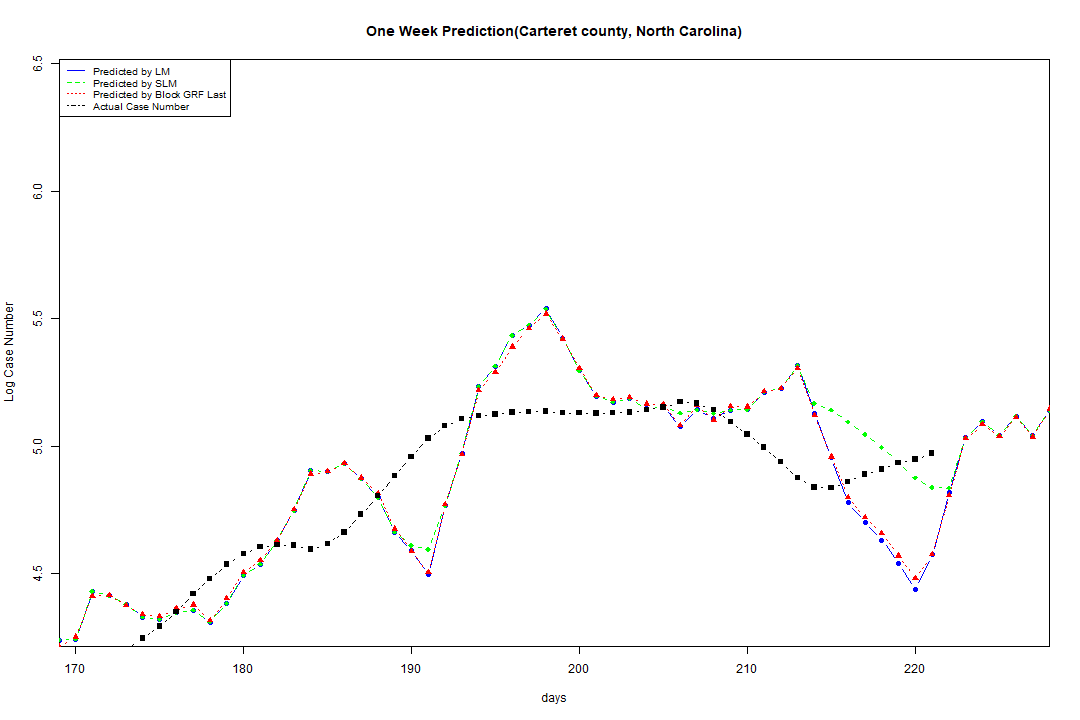 One Week Prediction(Carteret county, North Carolina)
Predicted by LM
Predicted by SLM
Predicted by Block GRF Last
Actual Case Number
6.5
6.0
5.5
5.0
4.5
Log Case Number
170 180 190 200 210 220
days